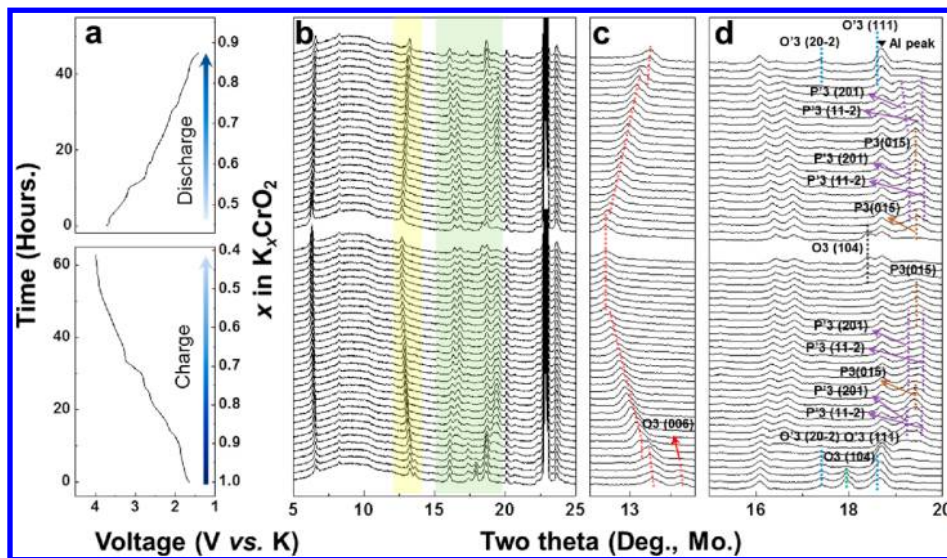 a
b
c
d
Time (Hours.)
40
20
0
Discharge
0.9
0.8
0.7
0.6
0.5
60
40
20
0
Charge
0.4
0.5
0.6
0.7
0.8
0.9
1.0
x in KxCrO2
4
3
2
1
Voltage (V vs. K)
5
10
15
20
25
13
16
18
20
Two theta (Deg., Mo.)
O3 (006)
O'3 (111)
O'3 (20-2)
Al peak
P'3 (201)
P'3 (11-2)
P3(015)
P'3 (201)
P'3 (11-2)
P3(015)
O3 (104)
P3(015)
P'3 (201)
P'3 (11-2)
P3(015)
P'3 (201)
P'3 (11-2)
O'3 (20-2) O'3 (111)
O3 (104)